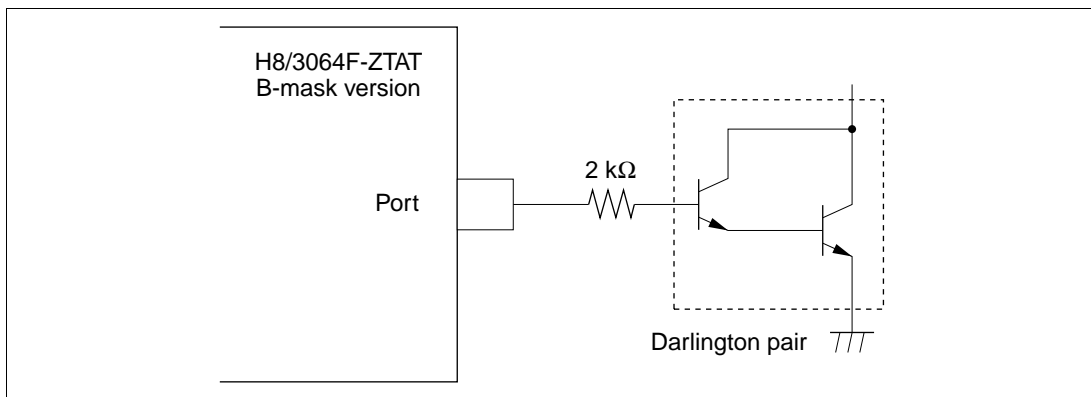 H8/3064F-ZTAT
B-mask version
2 kΩ
Port
Darlington pair